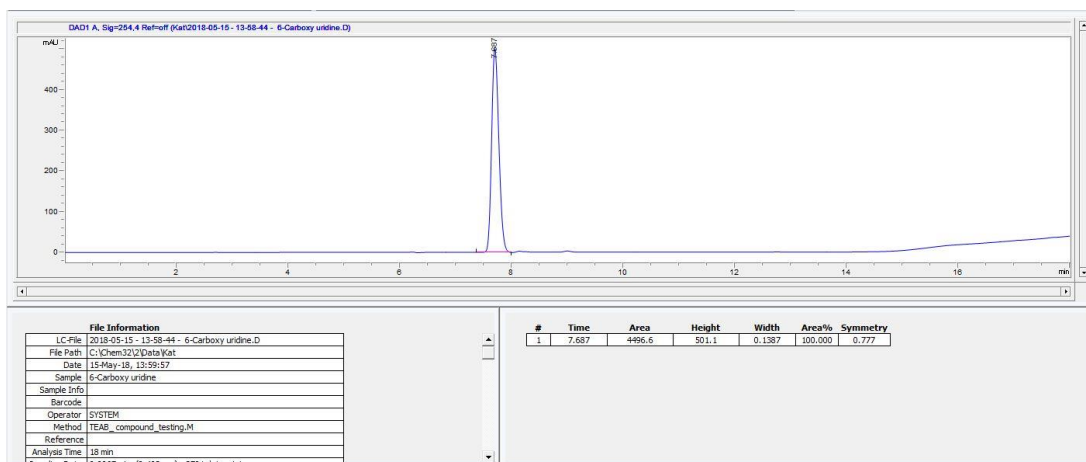 DAD1 A, Sig=254,4 Ref=off (Kat\2018-05-15 - 13-58-44 - 6-Carboxy uridine.D)
mAU
7.687
400
300
200
100
0
2 4 6 8 10 12 14 16 min
File Information
LC-File 2018-05-15 - 13-58-44 - 6-Carboxy uridine.D
File Path C:\Chem32\2\Data\Kat
Date 15-May-18, 13:59:57
Sample 6-Carboxy uridine
Sample Info
Barcode
Operator SYSTEM
Method TEAB_compound_testing.M
Reference
Analysis Time 18 min
# Time Area Height Width Area% Symmetry
1 7.687 4496.6 501.1 0.1387 100.000 0.777